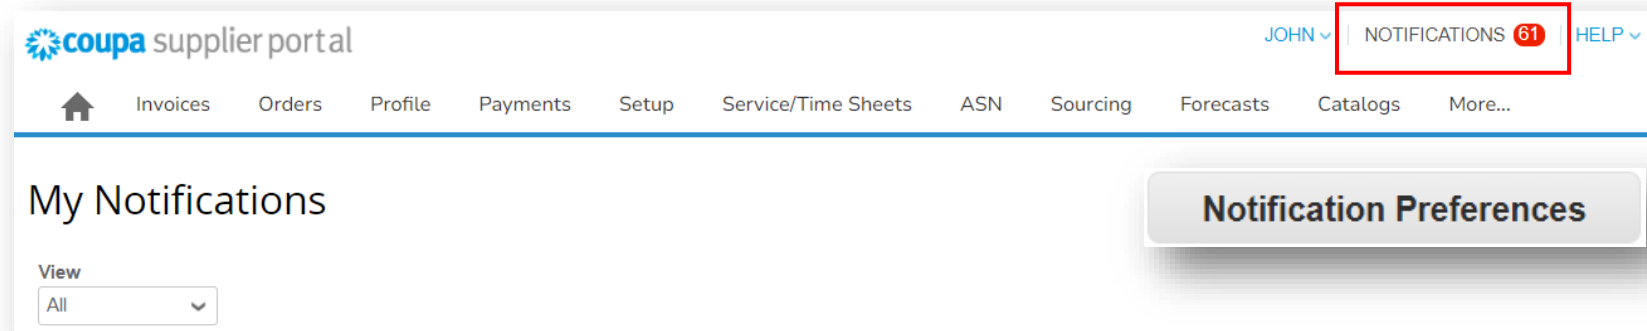 coupa supplier portal
JOHN NOTIFICATIONS 61 HELP
Invoices Orders Profile Payments Setup Service/Time Sheets ASN Sourcing Forecasts Catalogs More...
My Notifications
Notification Preferences
View
All